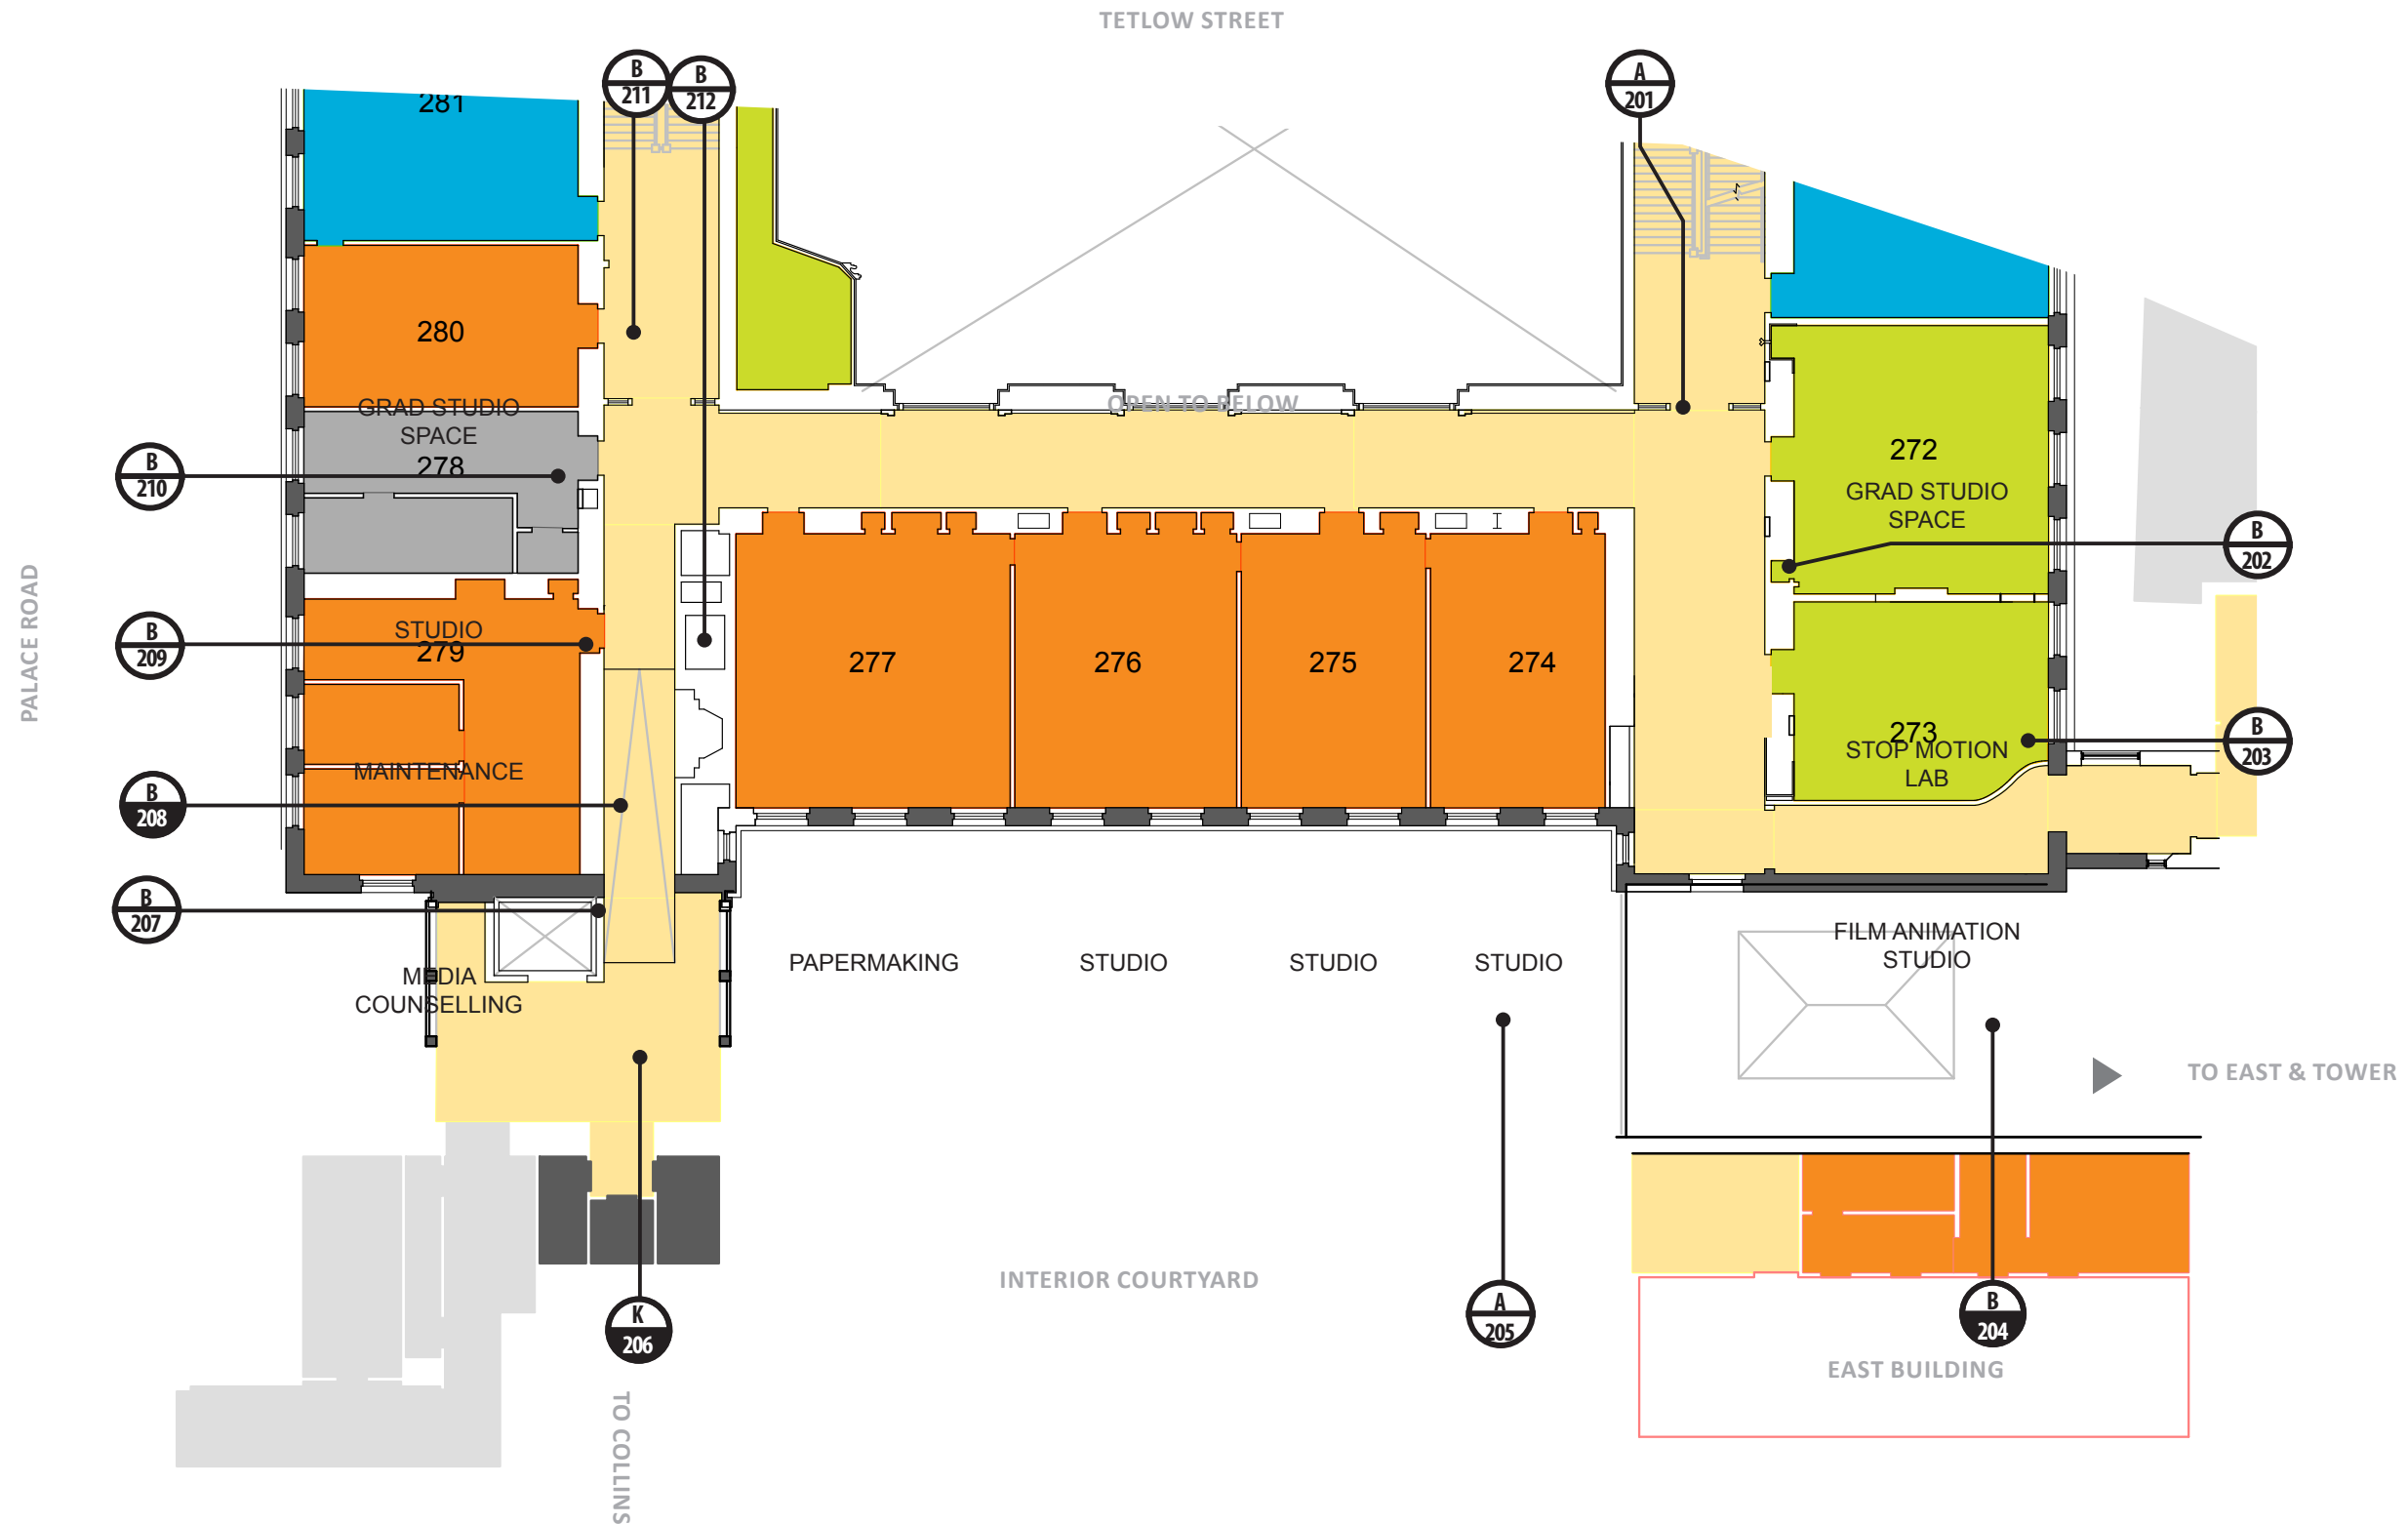 TETLOW STREET
B
211
B
212
A
201
281
280
GRAD STUDIO
SPACE
278
B
210
OPEN TO BELOW
272
GRAD STUDIO
SPACE
B
202
PALACE ROAD
STUDIO
279
B
209
277
276
275
274
273
STOP MOTION
LAB
B
203
MAINTENANCE
B
208
B
207
MEDIA
COUNSELLING
PAPERMAKING
STUDIO
STUDIO
STUDIO
FILM ANIMATION
STUDIO
TO EAST & TOWER
INTERIOR COURTYARD
K
206
A
205
B
204
EAST BUILDING
TO COLLINS